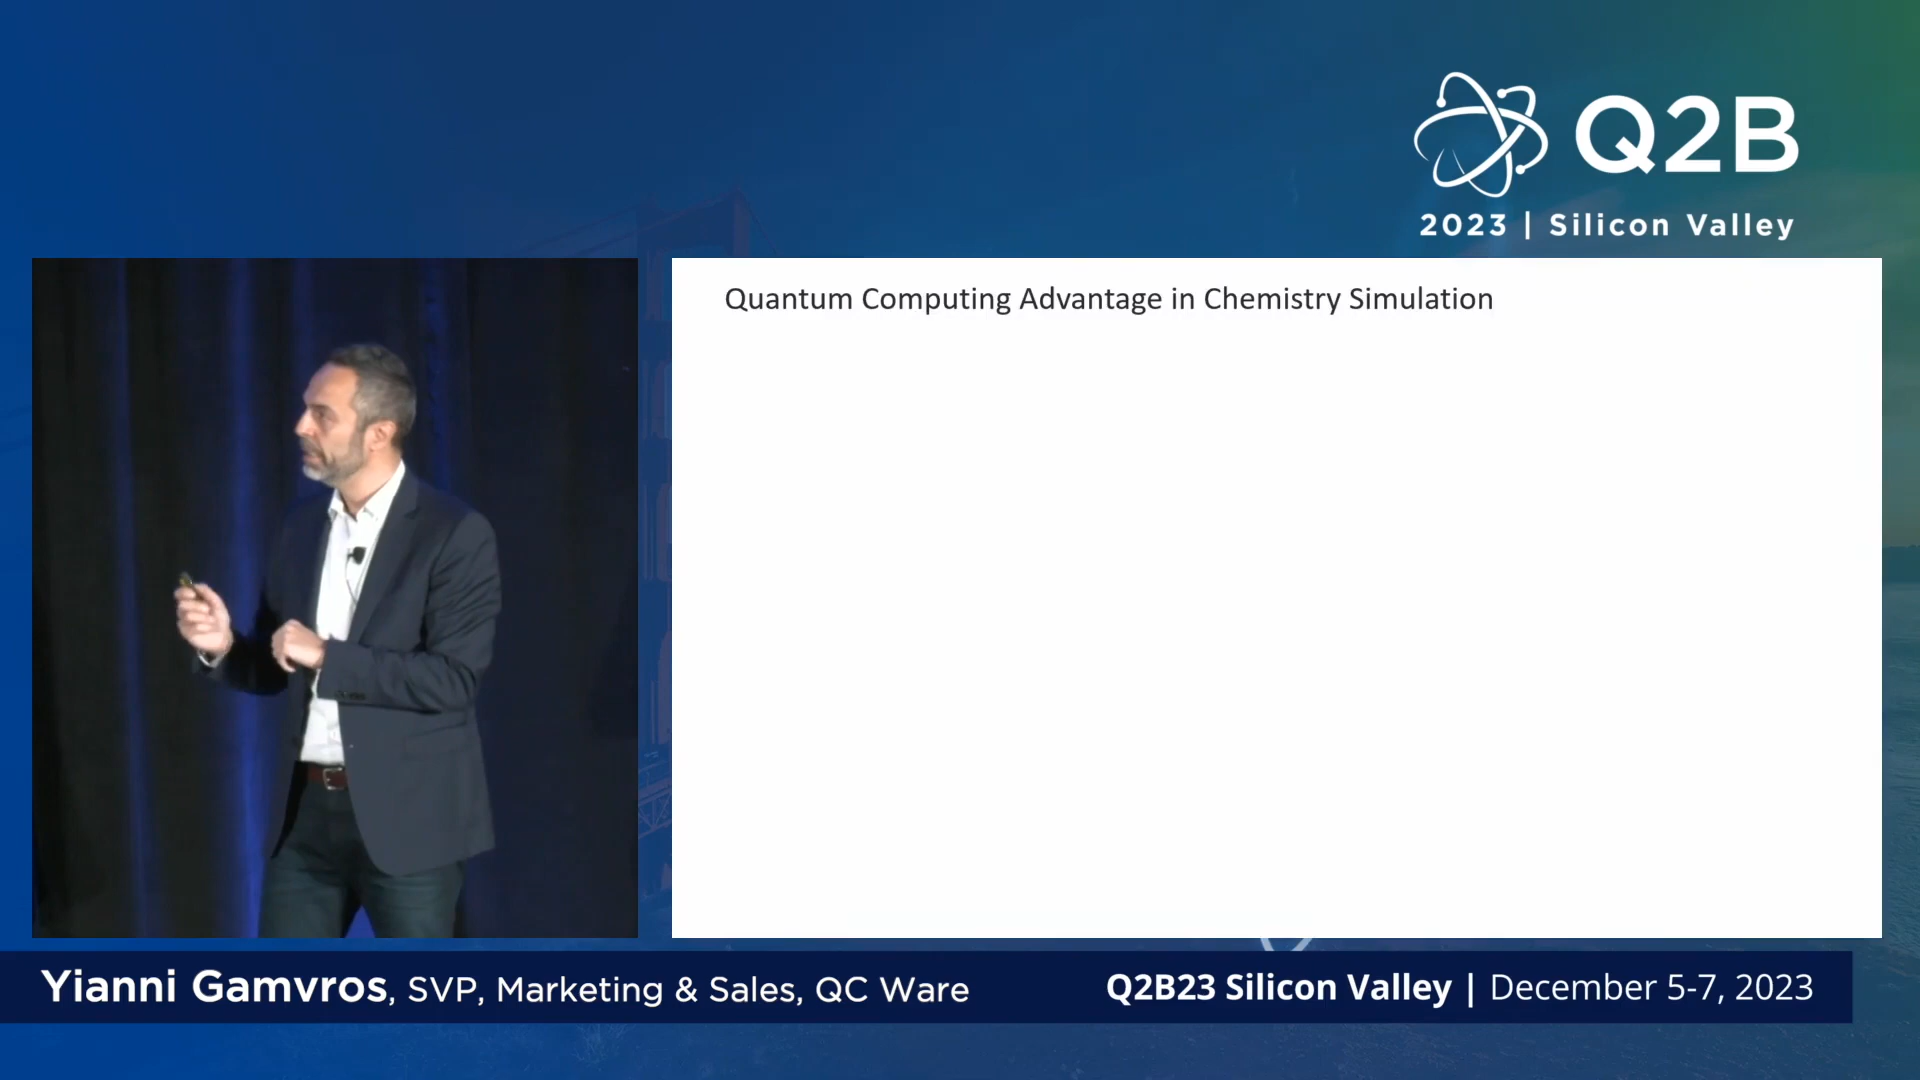 Q2B
2023 | Silicon Valley
Quantum Computing Advantage in Chemistry Simulation
Yianni Gamvros, SVP, Marketing & Sales, QC Ware
Q2B23 Silicon Valley | December 5-7, 2023